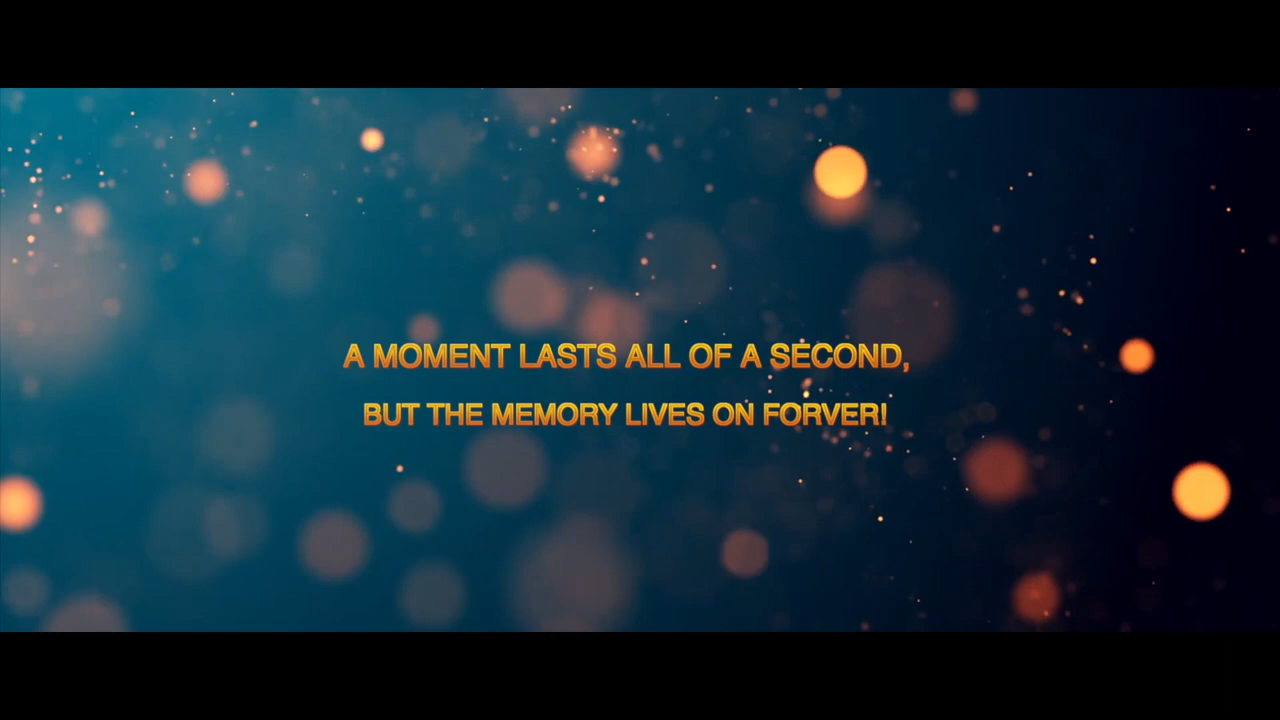 A MOMENT LASTS ALL OF A SECOND,
BUT THE MEMORY LIVES ON FORVER!